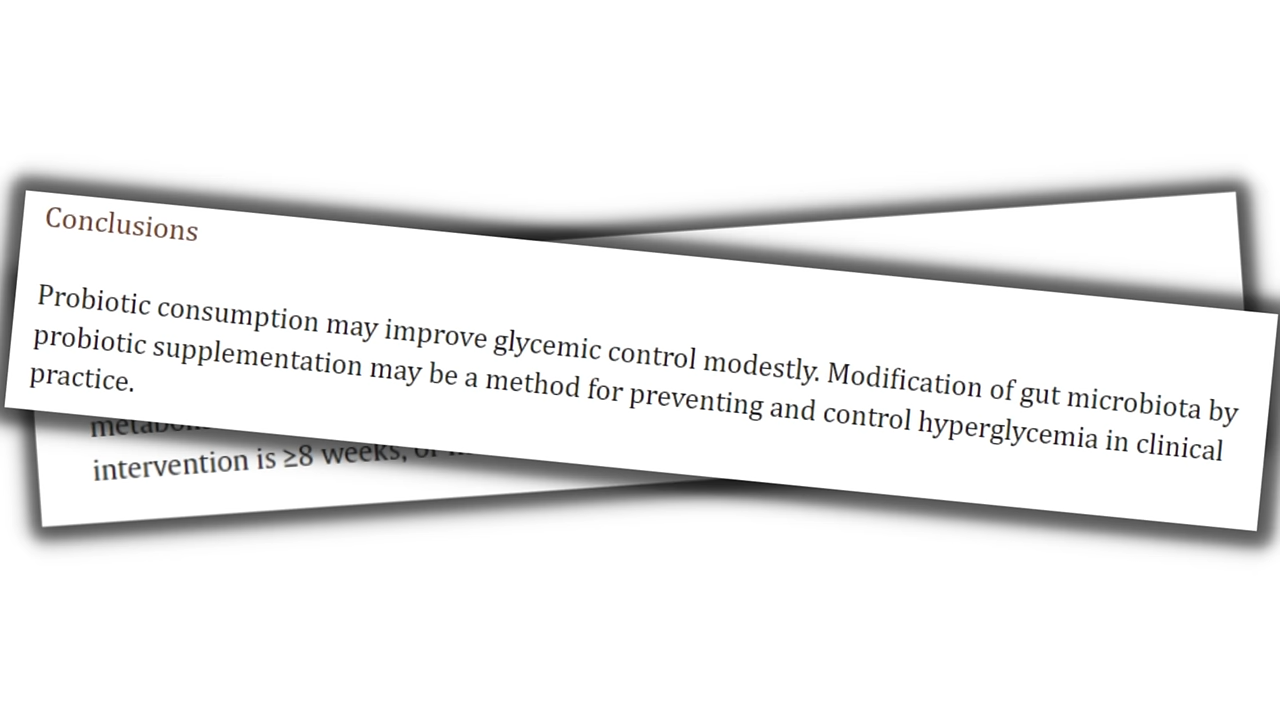 Conclusions
Probiotic consumption may improve glycemic control modestly. Modification of gut microbiota by
probiotic supplementation may be a method for preventing and control hyperglycemia in clinical
practice.
intervention is ≥8 weeks,